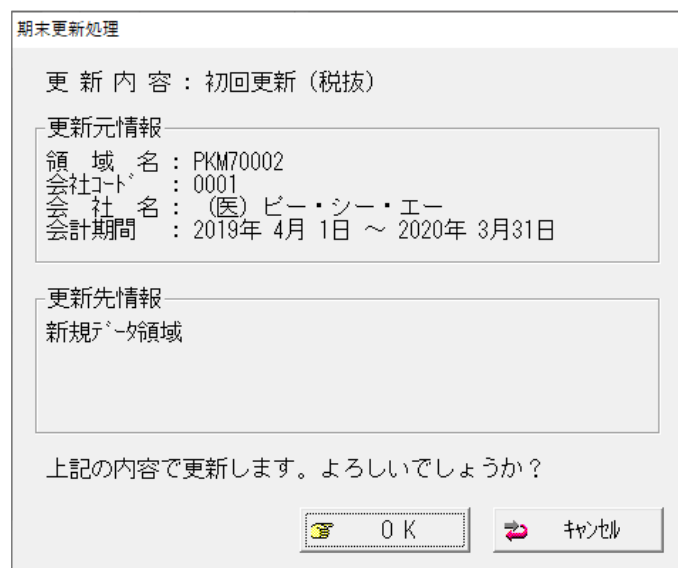 期末更新処理
更 新 内 容 : 初回更新 (税抜)
更新元情報
領 域 名 : PKM70002
会社ｺｰﾄﾞ : 0001
会 社 名 : (医) ビー・シー・エー
会計期間 : 2019年 4月 1日 ～ 2020年 3月31日
更新先情報
新規ﾃﾞｰﾀ領域
上記の内容で更新します。よろしいでしょうか？
ＯＫ
ｷｬﾝｾﾙ